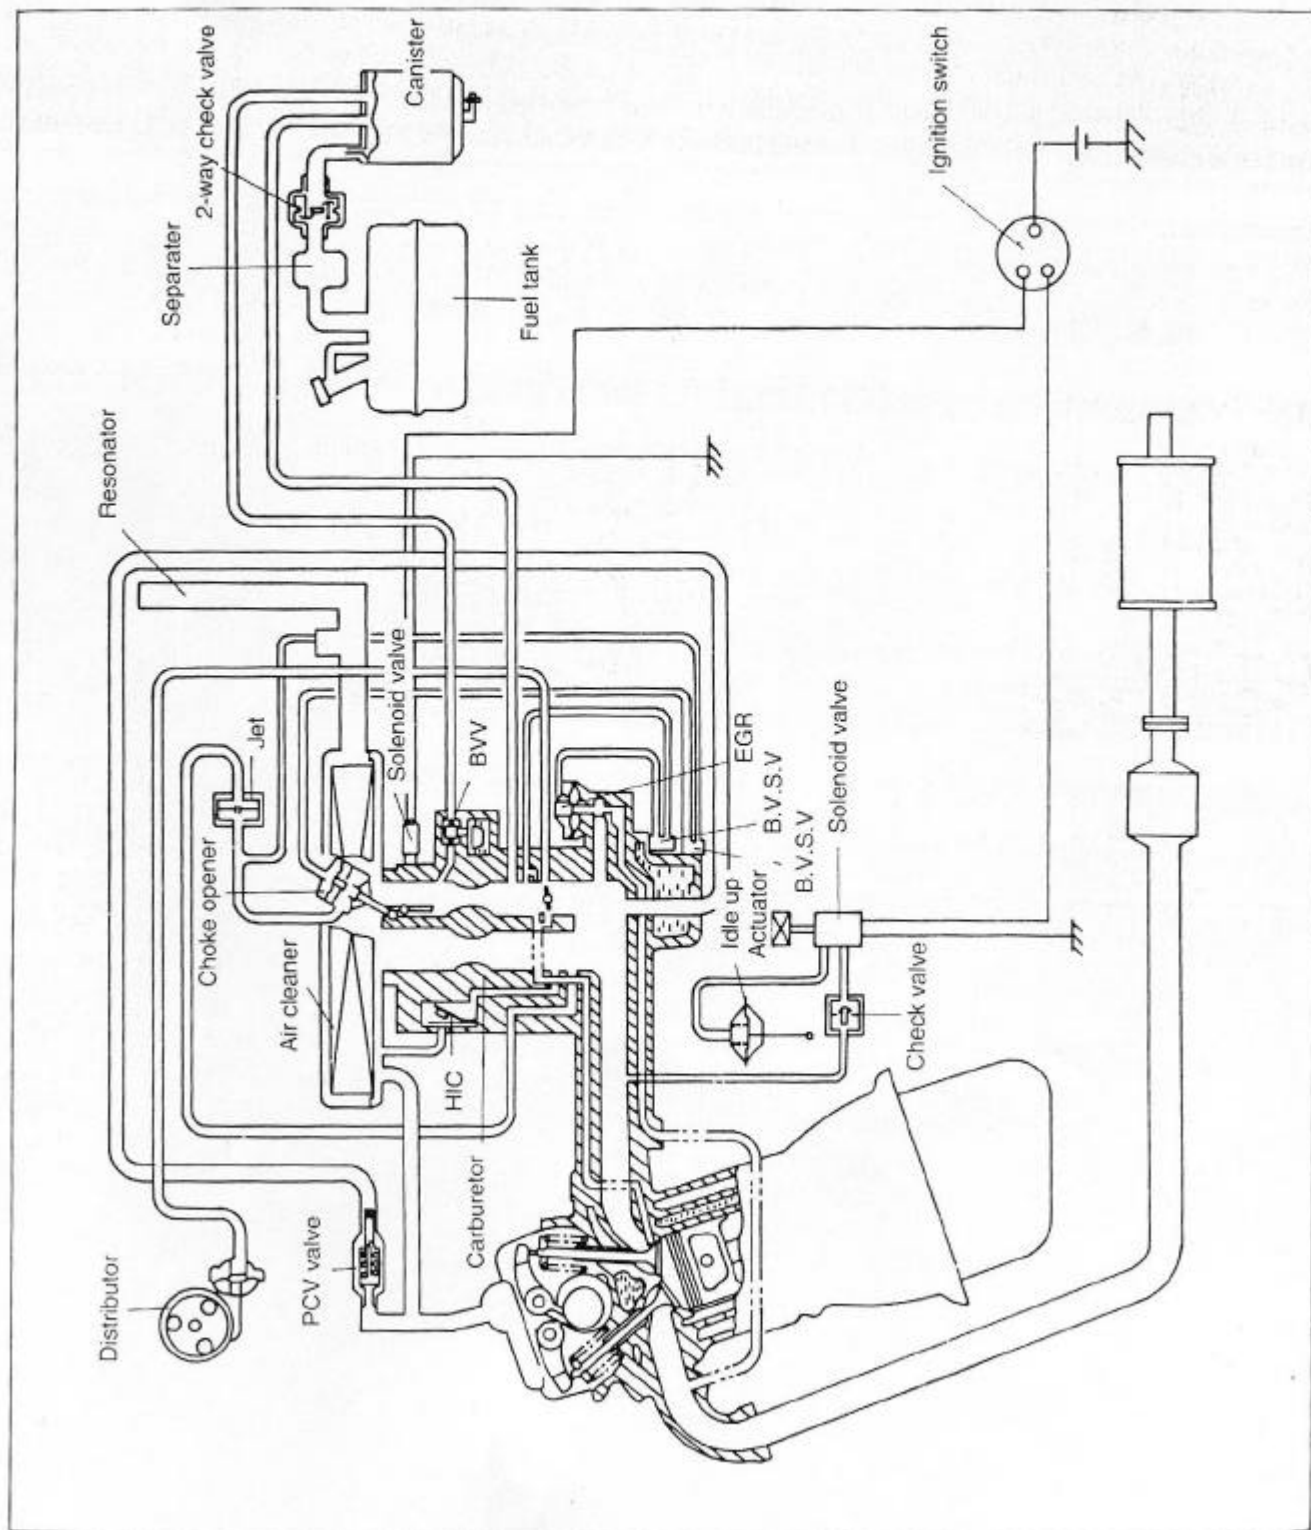 Canister
2-way check valve
Separater
Fuel tank
Ignition switch
Resonator
Jet
Solenoid valve
BVV
Choke opener
Air cleaner
EGR
B.V.S.V
B.V.S.V
Solenoid valve
Idle up
Actuator
Check valve
HIC
Carburetor
PCV valve
Distributor